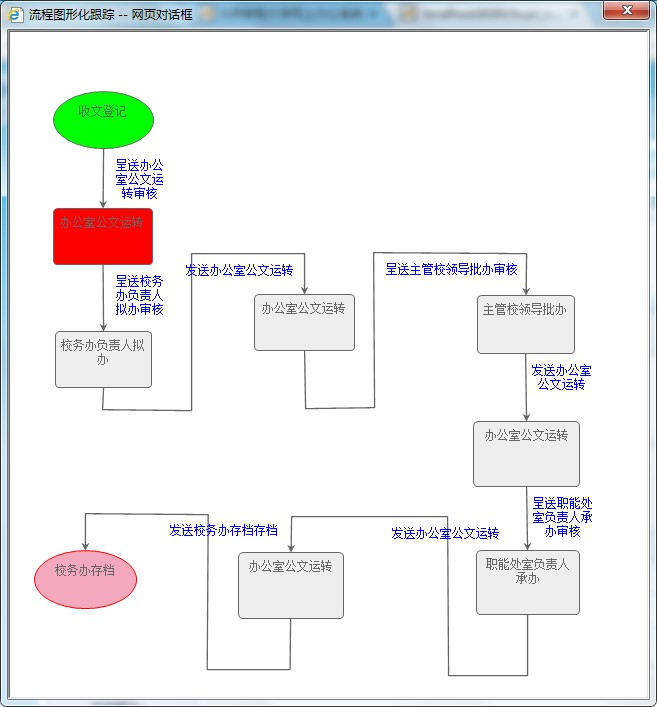 流程图形化跟踪 -- 网页对话框
收文登记
呈送办公
室公文运
转审核
办公室公文运转
呈送校务
办负责人
拟办审核
校务办负责人拟
办
发送办公室公文运转
办公室公文运转
呈送主管校领导批办审核
主管校领导批办
发送办公室
公文运转
办公室公文运转
呈送职能处
室负责人承
办审核
职能处室负责人
承办
发送办公室公文运转
办公室公文运转
发送校务办存档存档
校务办存档